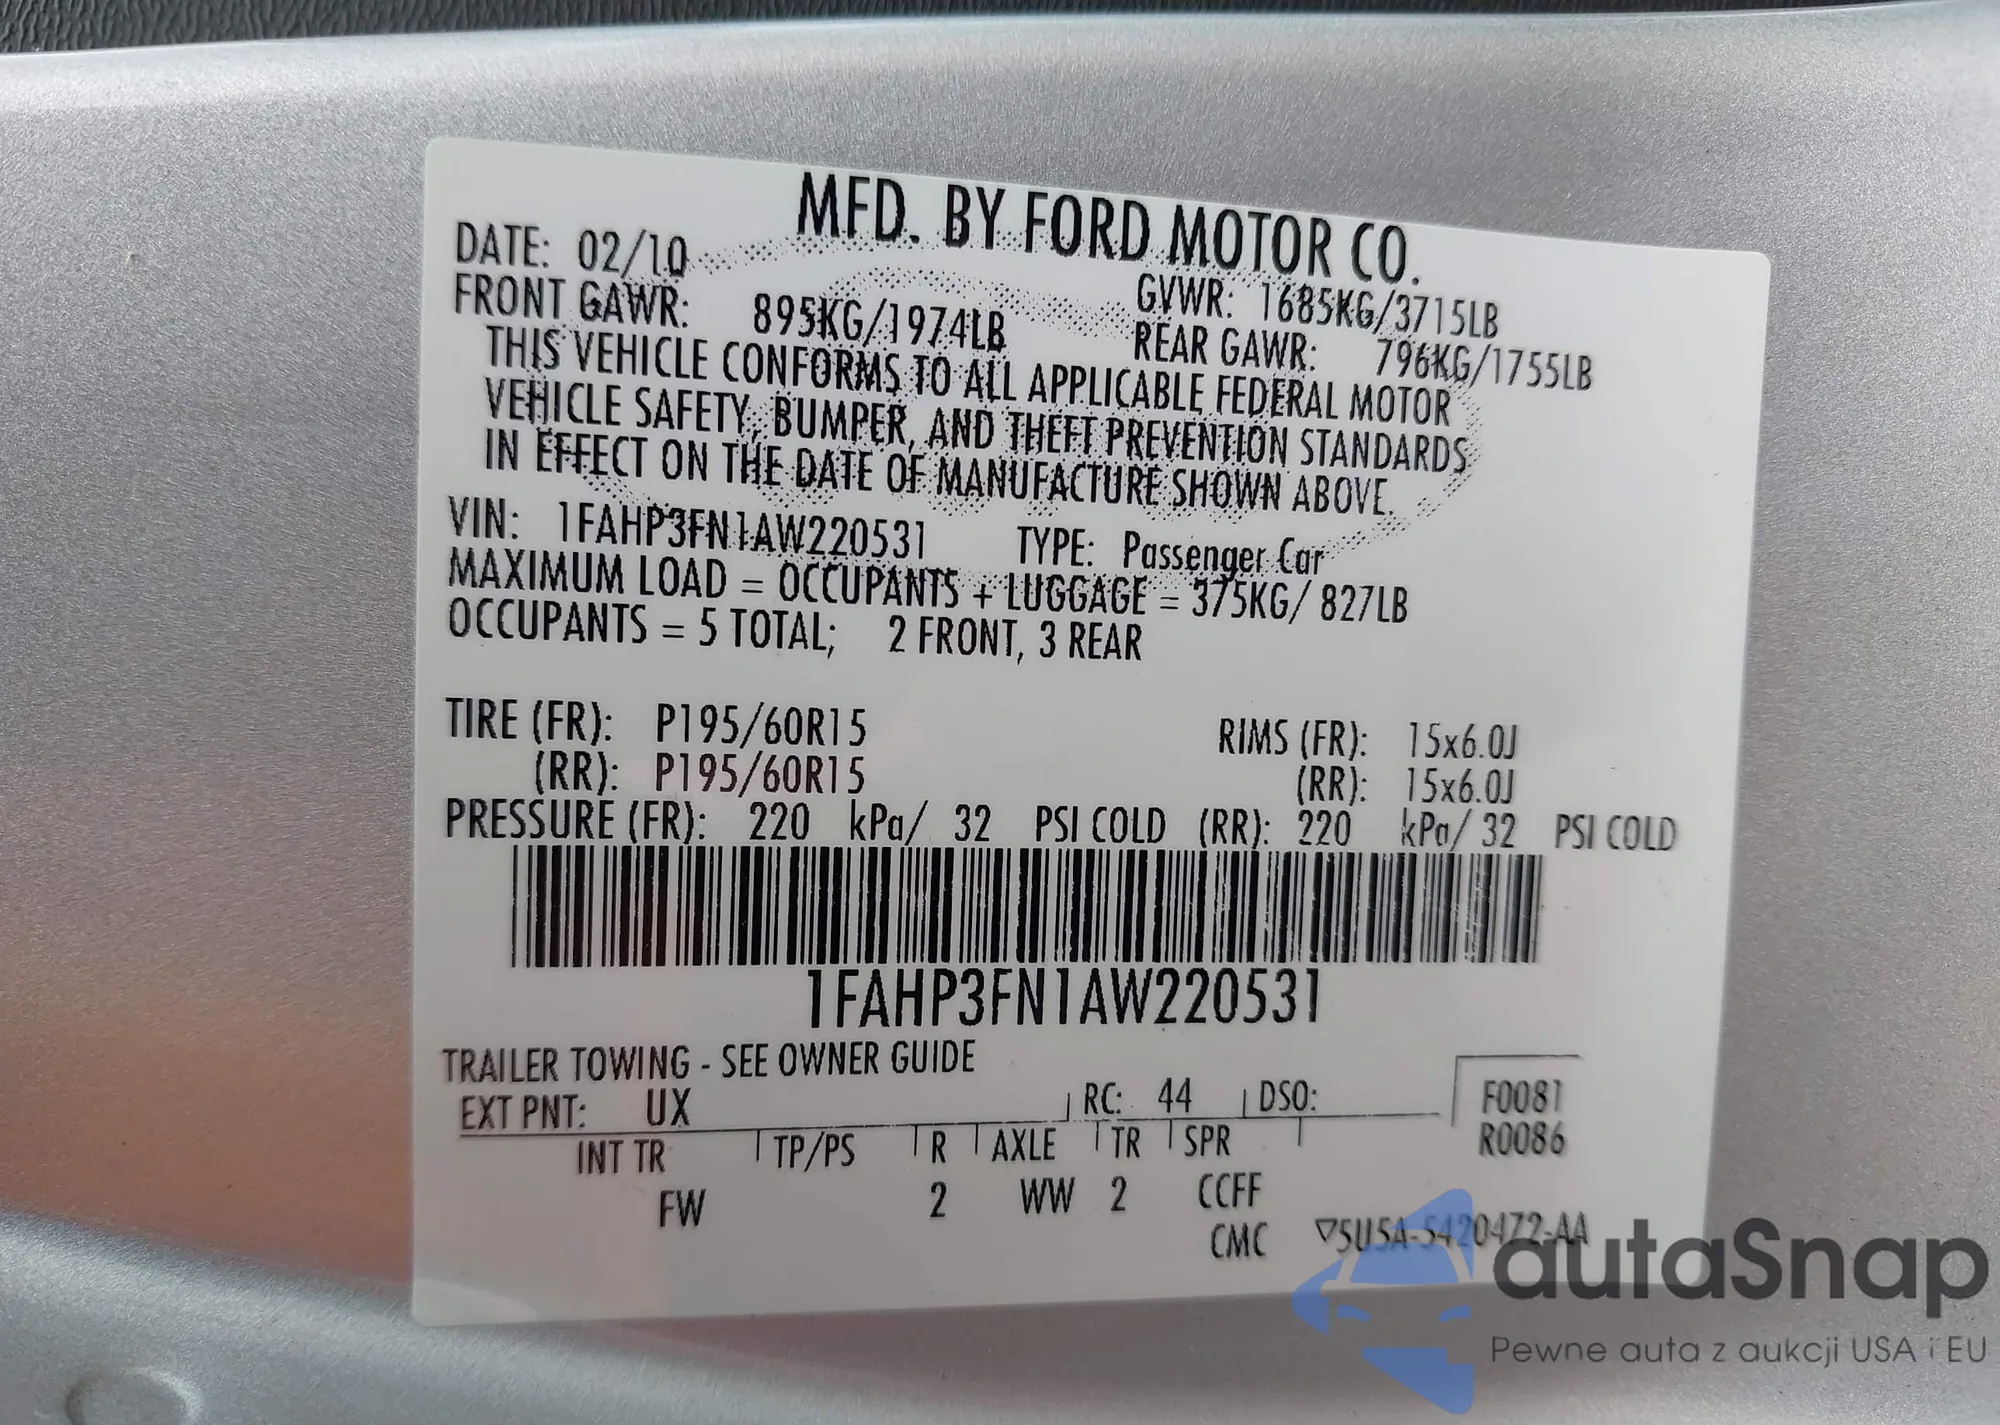 MFD. BY FORD MOTOR CO.
DATE: 02/10
GVWR: 1685KG/3715LB
FRONT GAWR: 895KG/1974LB
REAR GAWR: 796KG/1755LB
THIS VEHICLE CONFORMS TO ALL APPLICABLE FEDERAL MOTOR
VEHICLE SAFETY, BUMPER, AND THEFT PREVENTION STANDARDS
IN EFFECT ON THE DATE OF MANUFACTURE SHOWN ABOVE.
VIN: 1FAHP3FN1AW220531 TYPE: Passenger Car
MAXIMUM LOAD = OCCUPANTS + LUGGAGE = 375KG/ 827LB
OCCUPANTS = 5 TOTAL; 2 FRONT, 3 REAR
TIRE (FR): P195/60R15 RIMS (FR): 15x6.0J
(RR): P195/60R15 (RR): 15x6.0J
PRESSURE (FR): 220 kPa/ 32 PSI COLD (RR): 220 kPa/ 32 PSI COLD
1FAHP3FN1AW220531
TRAILER TOWING - SEE OWNER GUIDE
EXT PNT: UX RC: 44 DSO: F0081
R0086
INT TR TP/PS R AXLE TR SPR
FW 2 WW 2 CCFF
CMC ▽5U5A-5420472-AA
autaSnap
Pewne auta z aukcji USA i EU